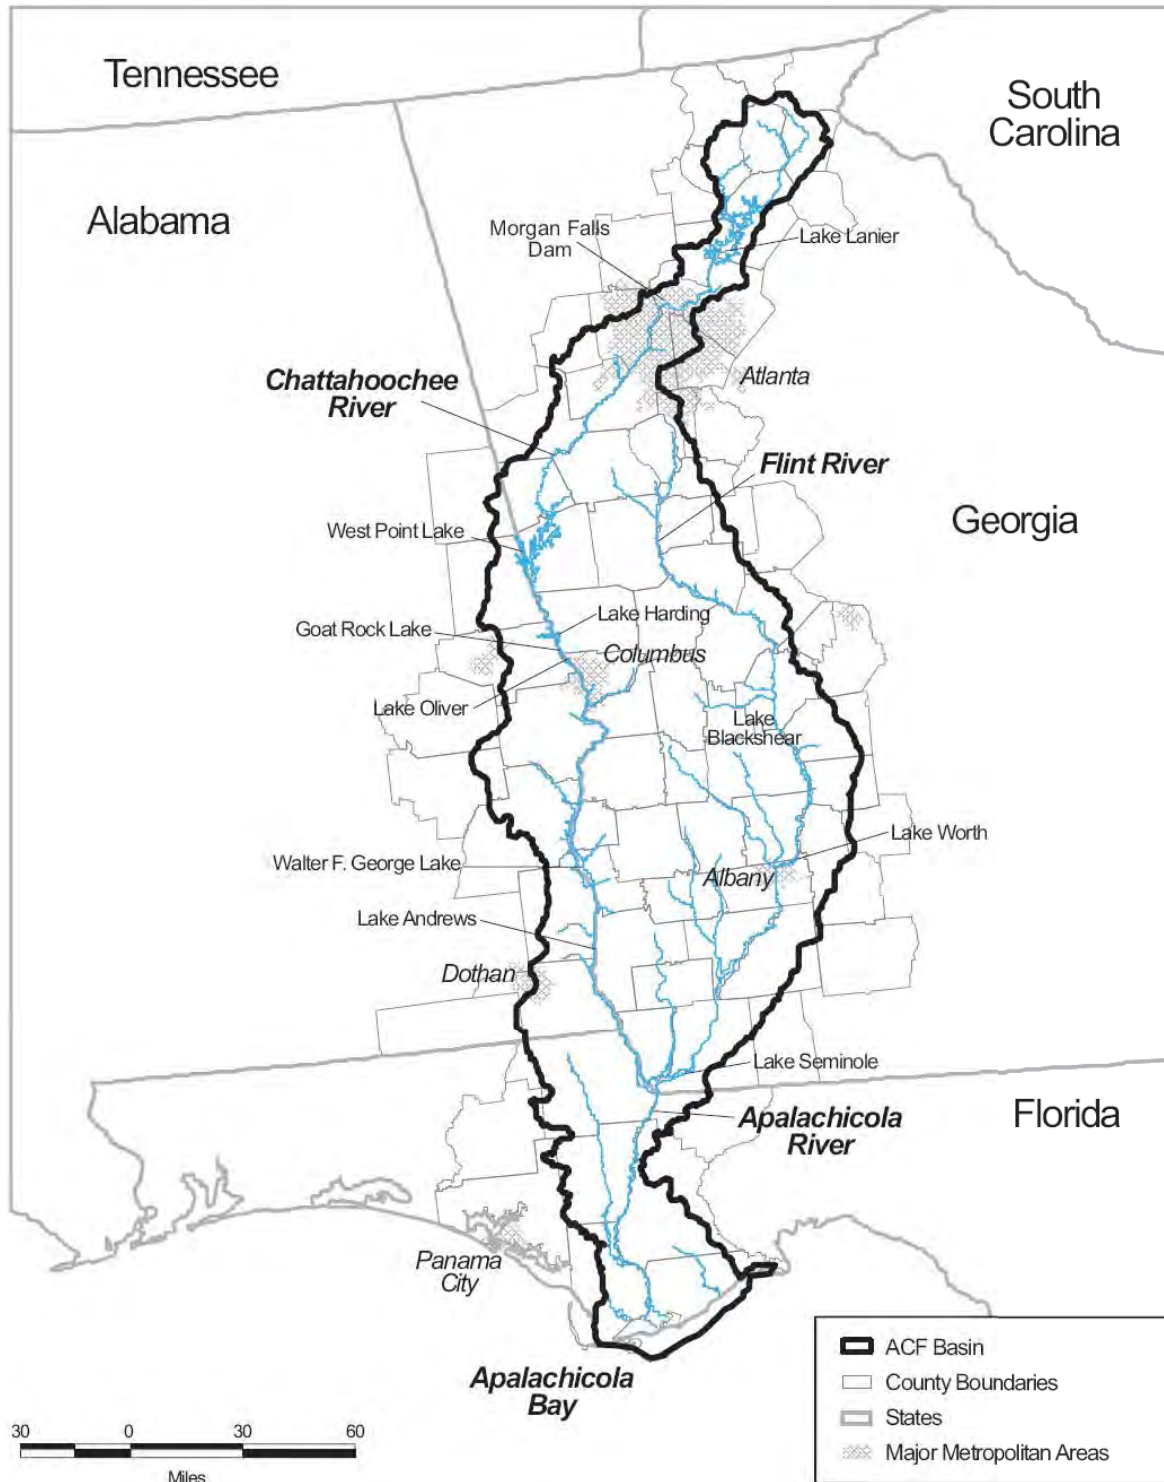 Tennessee
South
Carolina
Alabama
Morgan Falls
Dam
Lake Lanier
Chattahoochee
River
Atlanta
Flint River
Georgia
West Point Lake
Lake Harding
Goat Rock Lake
Columbus
Lake Oliver
Lake
Blackshear
Lake Worth
Walter F. George Lake
Albany
Lake Andrews
Dothan
Lake Seminole
Apalachicola
River
Florida
Panama
City
Apalachicola
Bay
ACF Basin
County Boundaries
States
Major Metropolitan Areas
30 0 30 60
Miles